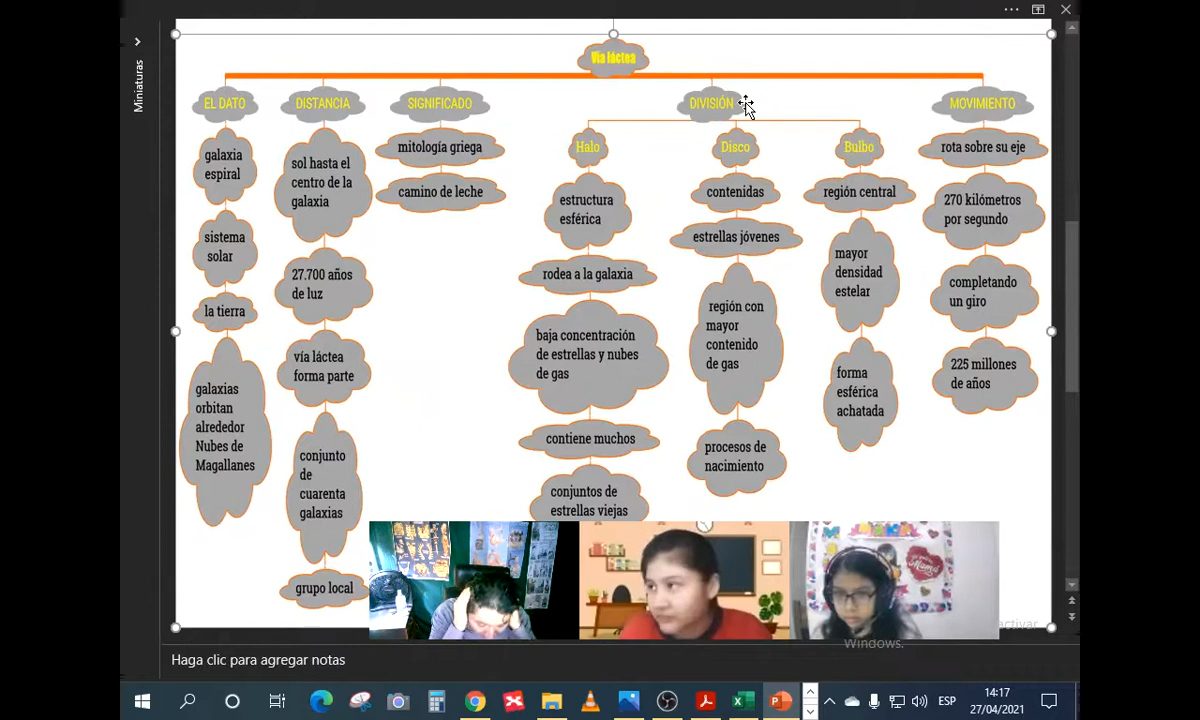 Miniaturas
Vía láctea
EL DATO
DISTANCIA
SIGNIFICADO
DIVISIÓN
MOVIMIENTO
galaxia
espiral
sistema
solar
la tierra
galaxias
orbitan
alrededor
Nubes de
Magallanes
sol hasta el
centro de la
galaxia
27.700 años
de luz
vía láctea
forma parte
conjunto
de
cuarenta
galaxias
grupo local
mitología griega
camino de leche
Halo
estructura
esférica
rodea a la galaxia
baja concentración
de estrellas y nubes
de gas
contiene muchos
conjuntos de
estrellas viejas
Disco
contenidas
estrellas jóvenes
región con
mayor
contenido
de gas
procesos de
nacimiento
Bulbo
región central
mayor
densidad
estelar
forma
esférica
achatada
rota sobre su eje
270 kilómetros
por segundo
completando
un giro
225 millones
de años
Windows.
Haga clic para agregar notas
ESP
14:17
27/04/2021